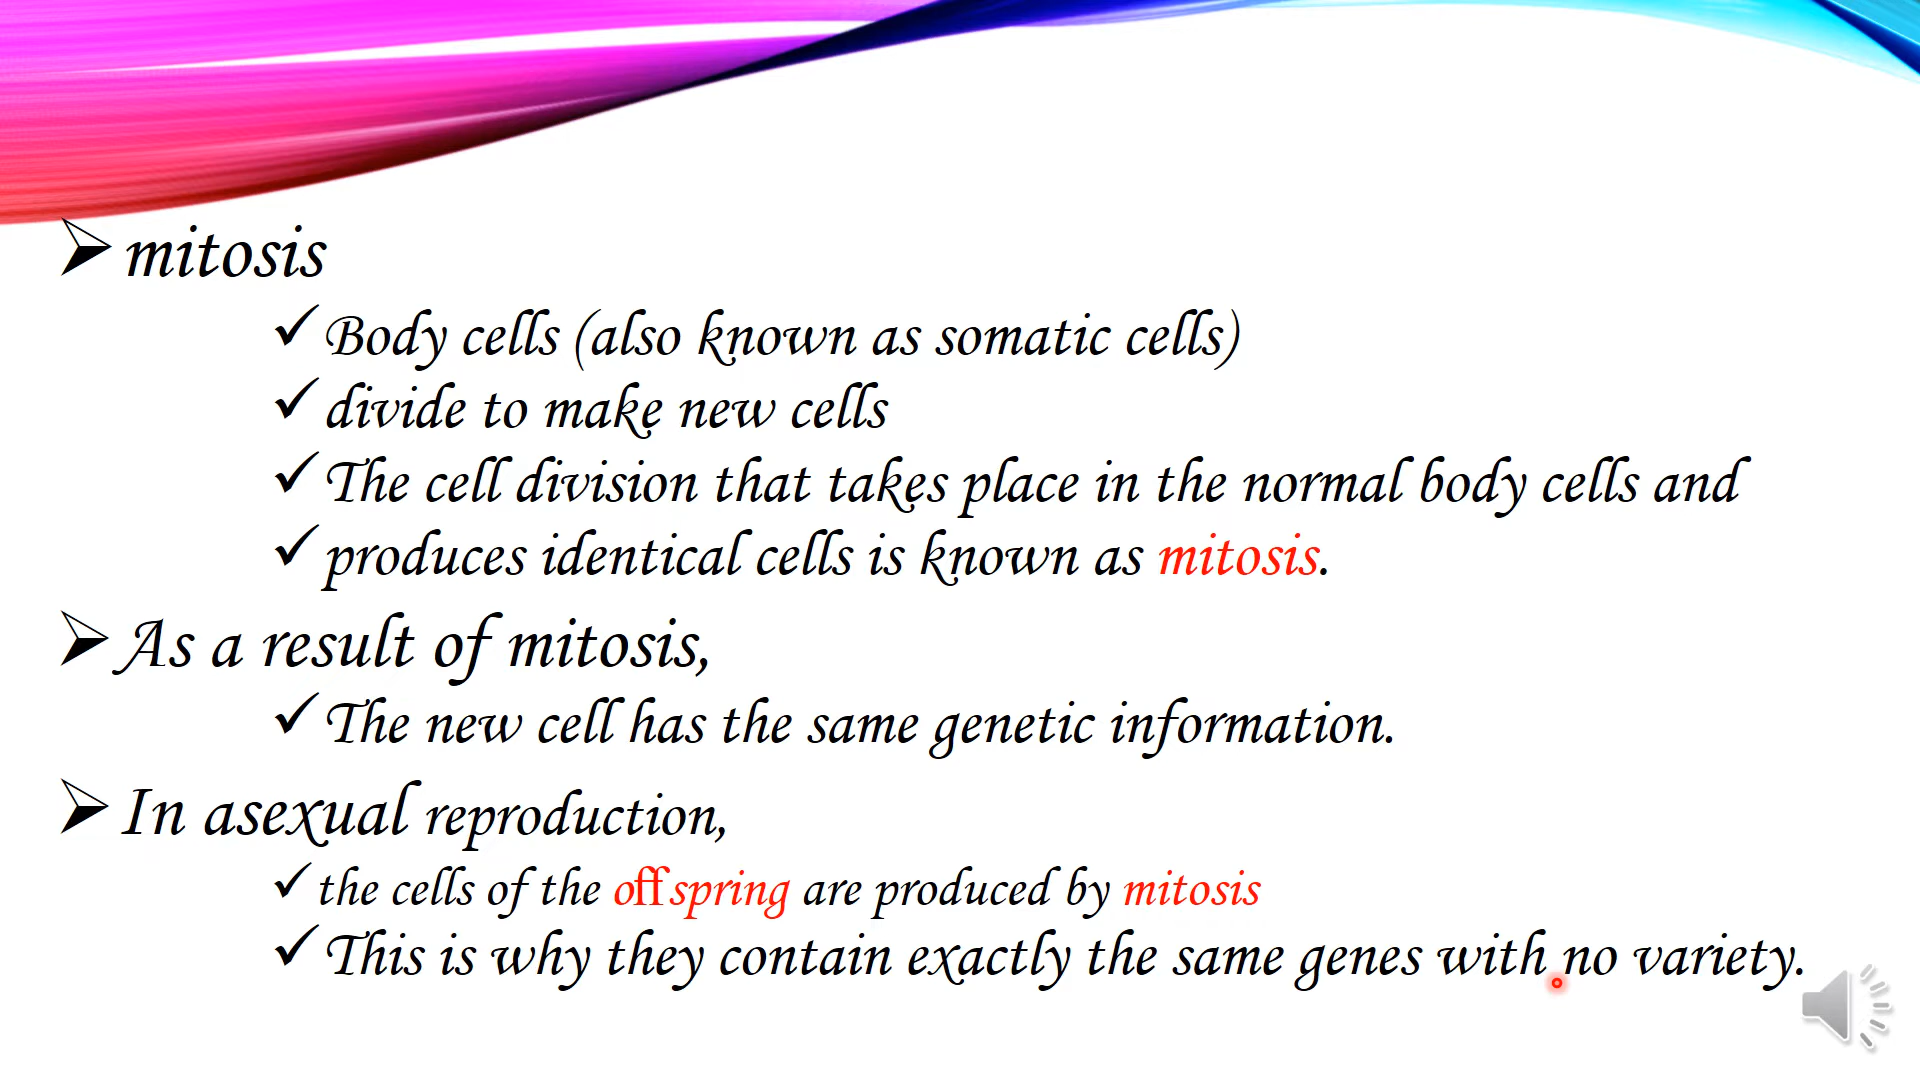 mitosis
Body cells (also known as somatic cells)
divide to make new cells
The cell division that takes place in the normal body cells and
produces identical cells is known as mitosis.
As a result of mitosis,
The new cell has the same genetic information.
In asexual reproduction,
the cells of the offspring are produced by mitosis
This is why they contain exactly the same genes with no variety.